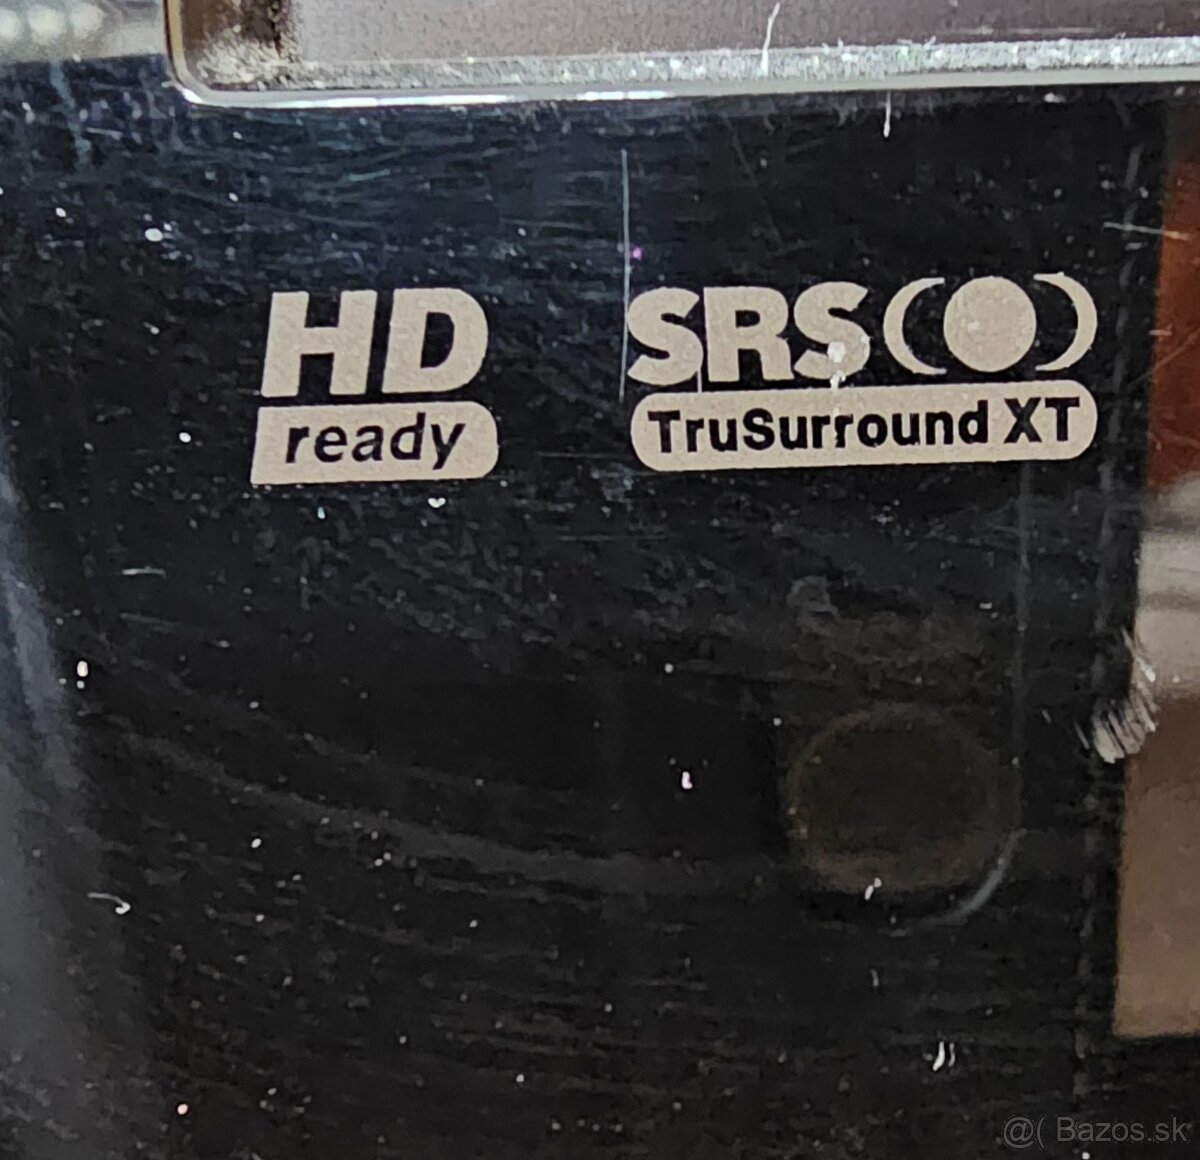 HD
ready
SRS
TruSurround XT
@( Bazos.sk